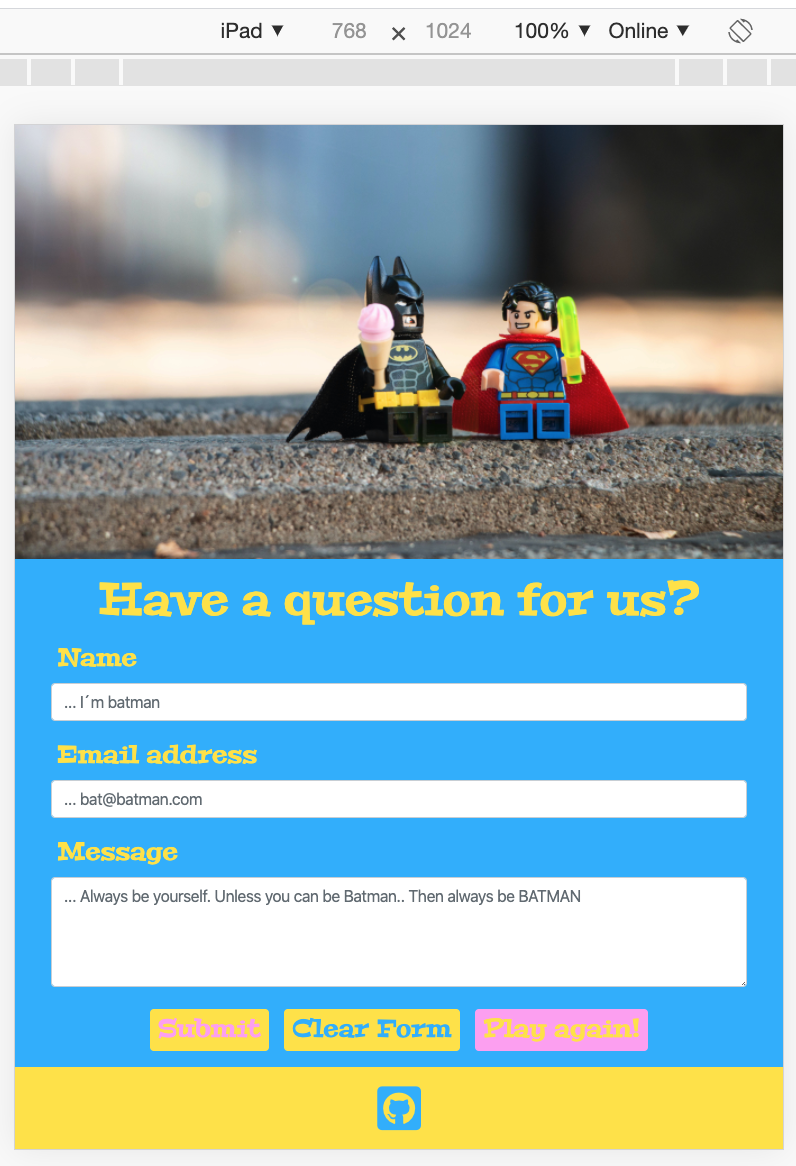 iPad ▼ 768 × 1024 100% ▼ Online ▼
Have a question for us?
Name
... I´m batman
Email address
... bat@batman.com
Message
... Always be yourself. Unless you can be Batman.. Then always be BATMAN
Submit Clear Form Play again!